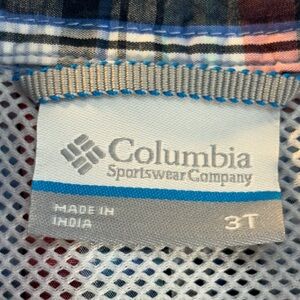 Columbia
Sportswear Company
MADE IN
INDIA
3T